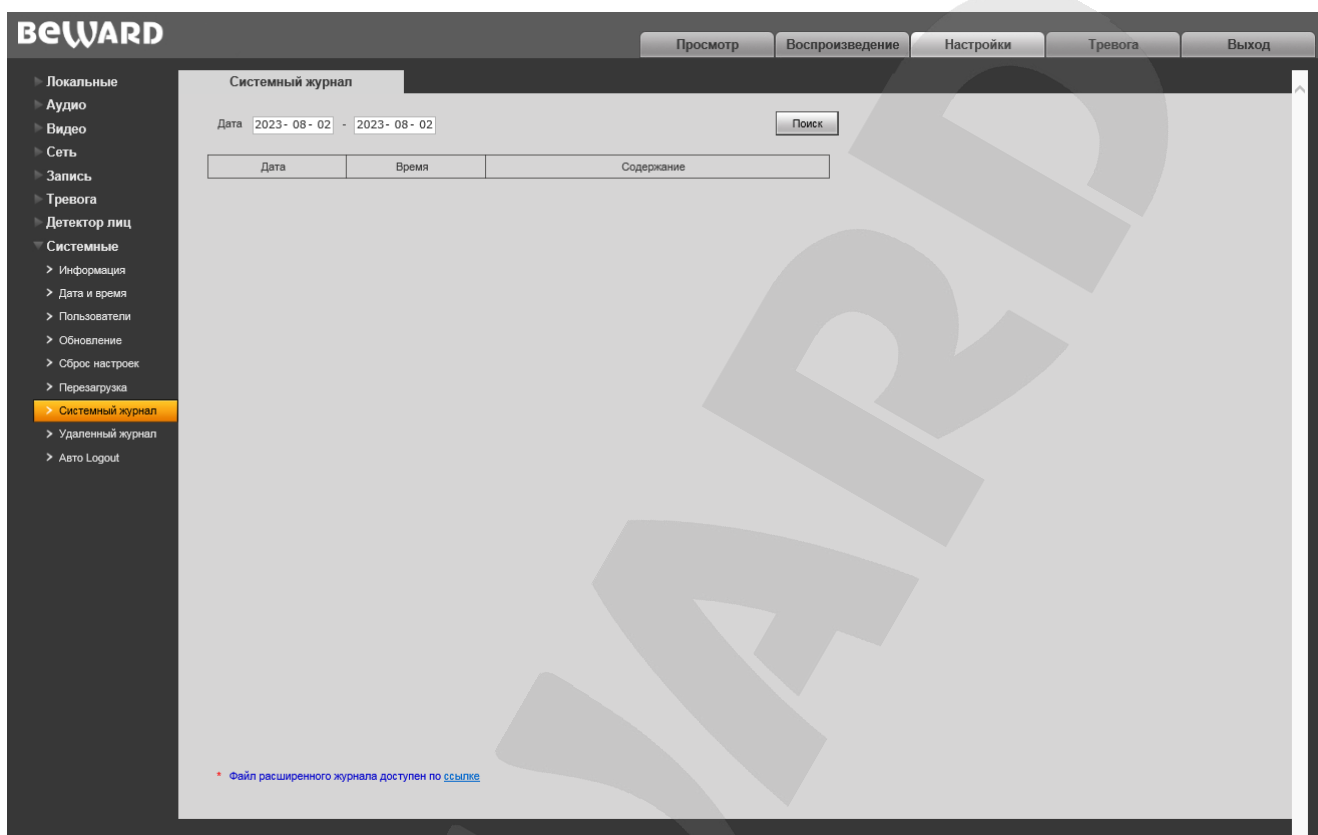 BEWARD
Просмотр Воспроизведение Настройки Тревога Выход
Локальные
Аудио
Видео
Сеть
Запись
Тревога
Детектор лиц
Системные
Информация
Дата и время
Пользователи
Обновление
Сброс настроек
Перезагрузка
Системный журнал
Удаленный журнал
Авто Logout
Системный журнал
Дата 2023- 08- 02 - 2023- 08- 02 Поиск
Дата Время Содержание
* Файл расширенного журнала доступен по ссылке